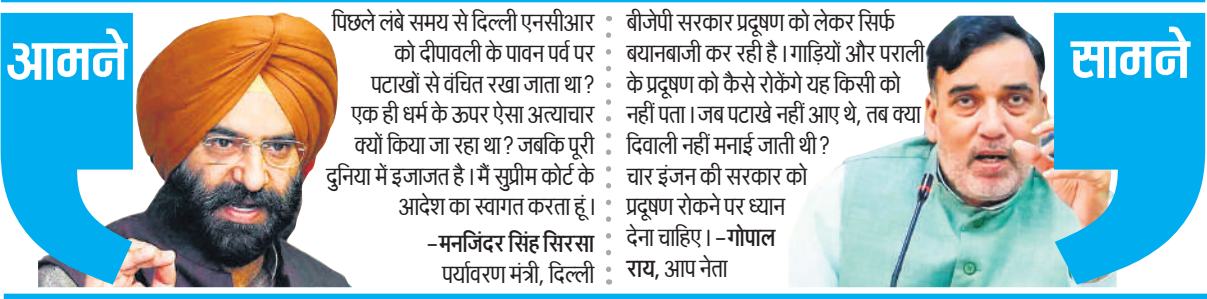 आमने
पिछले लंबे समय से दिल्ली एनसीआर
को दीपावली के पावन पर्व पर
पटाखों से वंचित रखा जाता था?
एक ही धर्म के ऊपर ऐसा अत्याचार
क्यों किया जा रहा था? जबकि पूरी
दुनिया में इजाजत है। मैं सुप्रीम कोर्ट के
आदेश का स्वागत करता हूं।
-मनजिंदर सिंह सिरसा
पर्यावरण मंत्री, दिल्ली
बीजेपी सरकार प्रदूषण को लेकर सिर्फ
बयानबाजी कर रही है। गाड़ियों और पराली
के प्रदूषण को कैसे रोकेंगे यह किसी को
नहीं पता। जब पटाखे नहीं आए थे, तब क्या
दिवाली नहीं मनाई जाती थी?
चार इंजन की सरकार को
प्रदूषण रोकने पर ध्यान
देना चाहिए। -गोपाल
राय, आप नेता
सामने